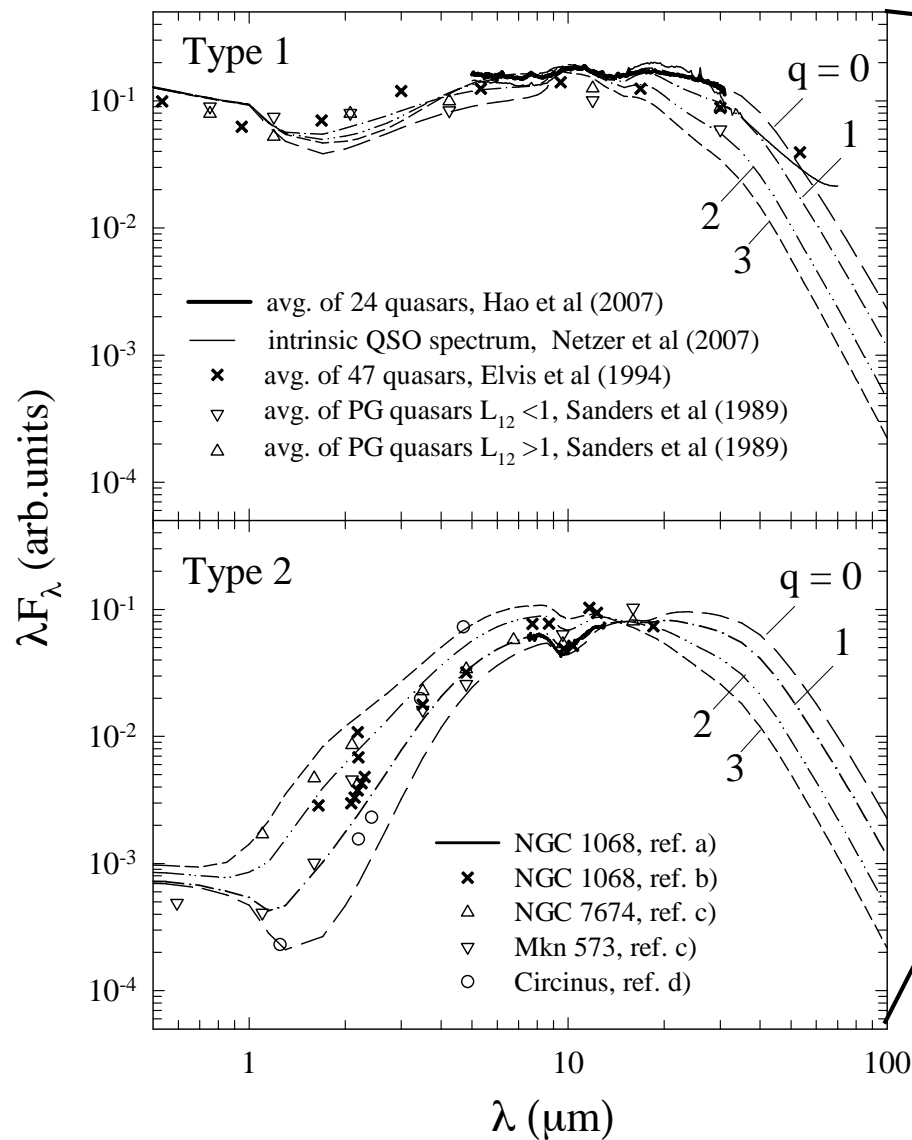 Type 1
q = 0
1
2
3
avg. of 24 quasars, Hao et al (2007)
intrinsic QSO spectrum, Netzer et al (2007)
avg. of 47 quasars, Elvis et al (1994)
avg. of PG quasars L₁₂ <1, Sanders et al (1989)
avg. of PG quasars L₁₂ >1, Sanders et al (1989)
10⁻¹
10⁻²
10⁻³
10⁻⁴
λF_λ (arb.units)
Type 2
q = 0
1
2
3
NGC 1068, ref. a)
NGC 1068, ref. b)
NGC 7674, ref. c)
Mkn 573, ref. c)
Circinus, ref. d)
10⁻¹
10⁻²
10⁻³
10⁻⁴
1 10 100
λ (μm)